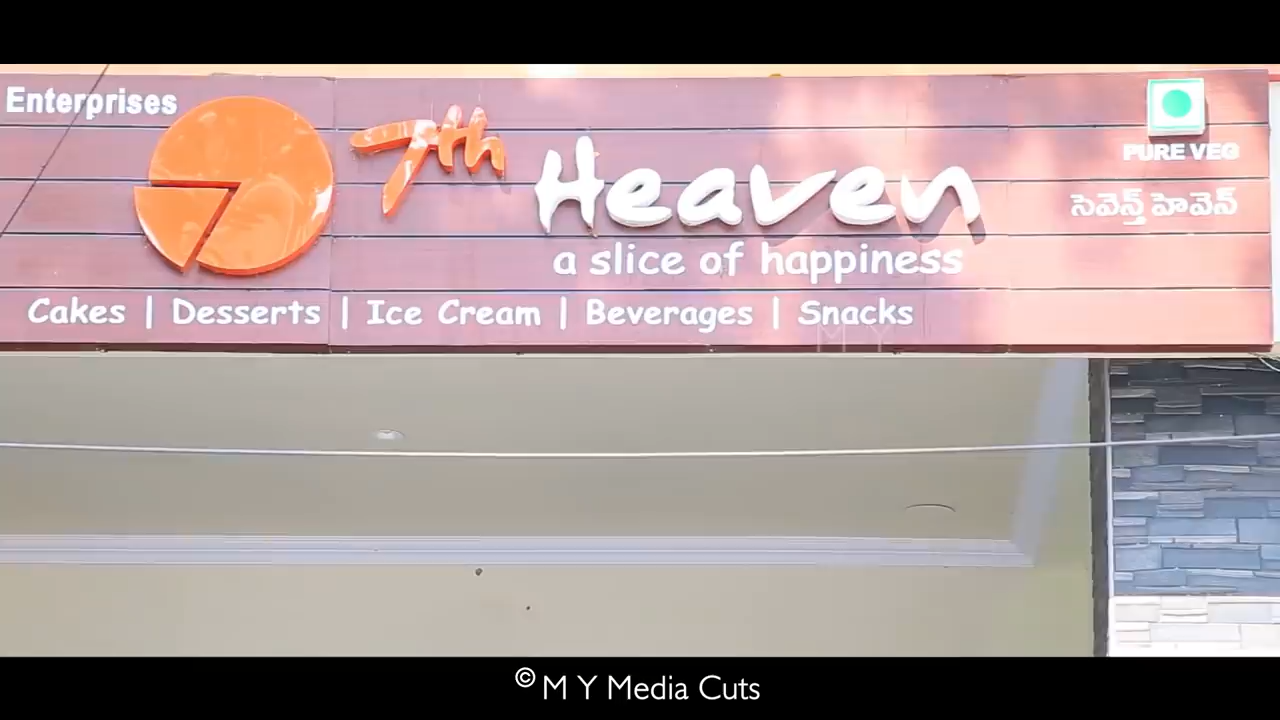 Enterprises
7th
Heaven
a slice of happiness
Cakes | Desserts | Ice Cream | Beverages | Snacks
PURE VEG
సెవెన్త్ హెవెన్
M Y
© M Y Media Cuts